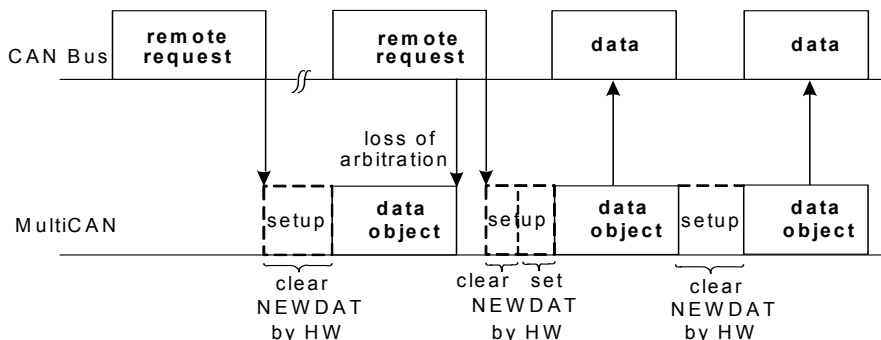 CAN Bus
remote
request
remote
request
data
data
loss of
arbitration
MultiCAN
setup
data
object
setup
data
object
setup
data
object
clear
NEWDAT
by HW
clear set
NEWDAT
by HW
clear
NEWDAT
by HW